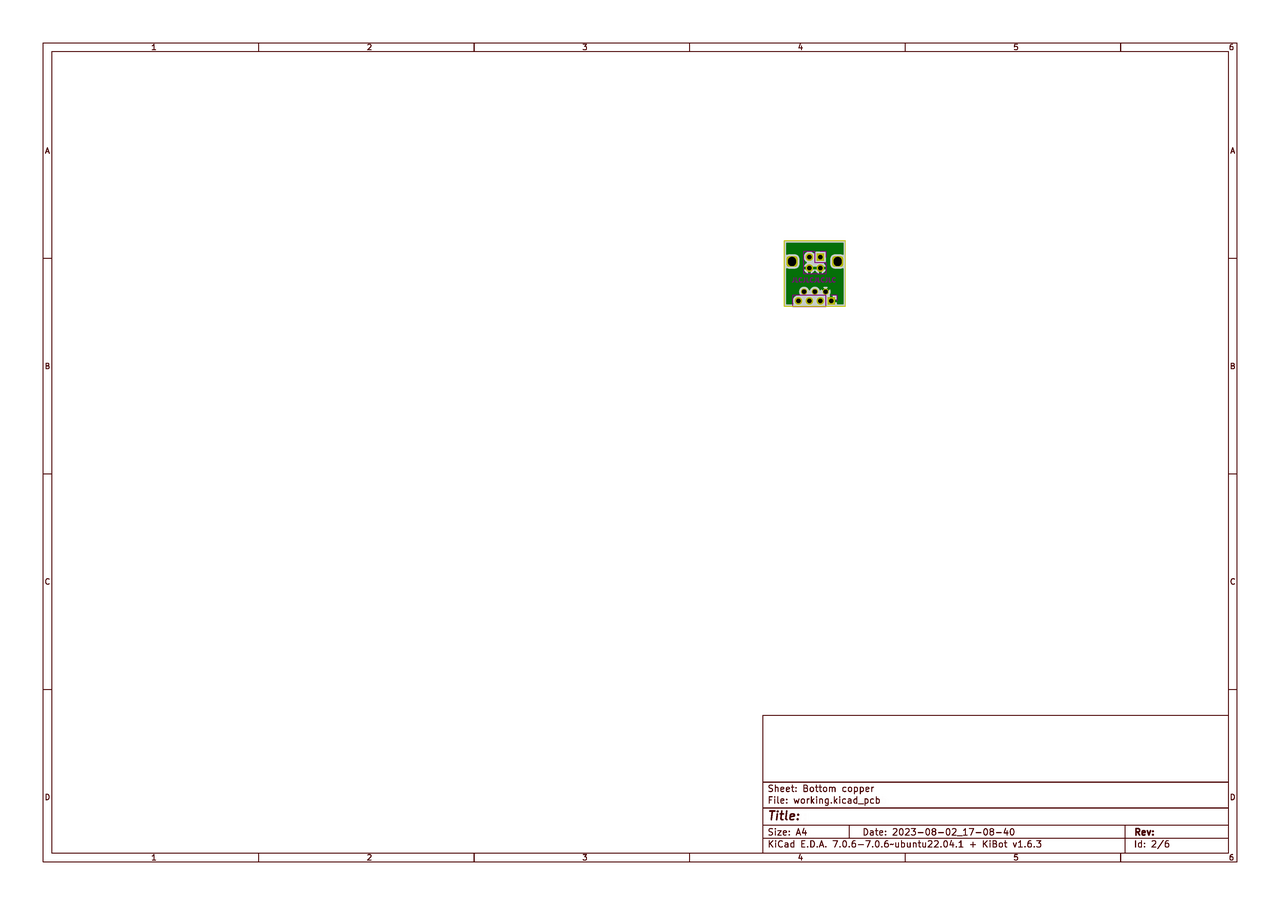 1 2 3 4 5 6
A A
B B
C C
D D
Sheet: Bottom copper
File: working.kicad_pcb
Title:
Size: A4 Date: 2023-08-02_17-08-40 Rev:
KiCad E.D.A. 7.0.6-7.0.6~ubuntu22.04.1 + KiBot v1.6.3 Id: 2/6
1 2 3 4 5 6